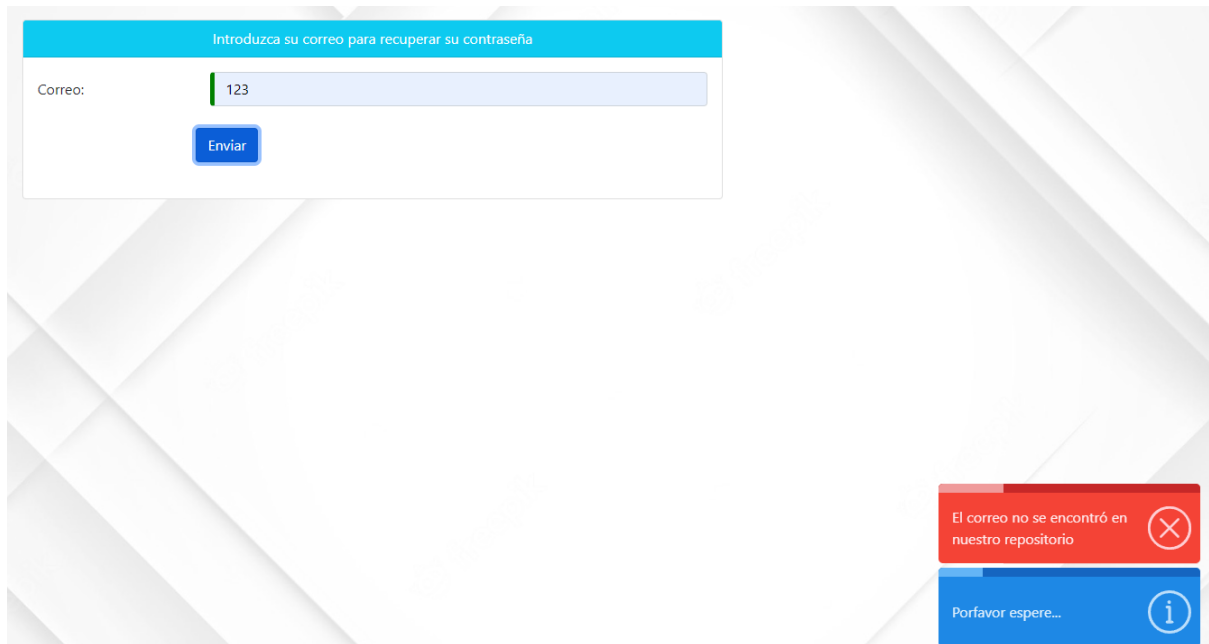 Introduzca su correo para recuperar su contraseña
Correo:
123
Enviar
El correo no se encontró en
nuestro repositorio
Porfavor espere...